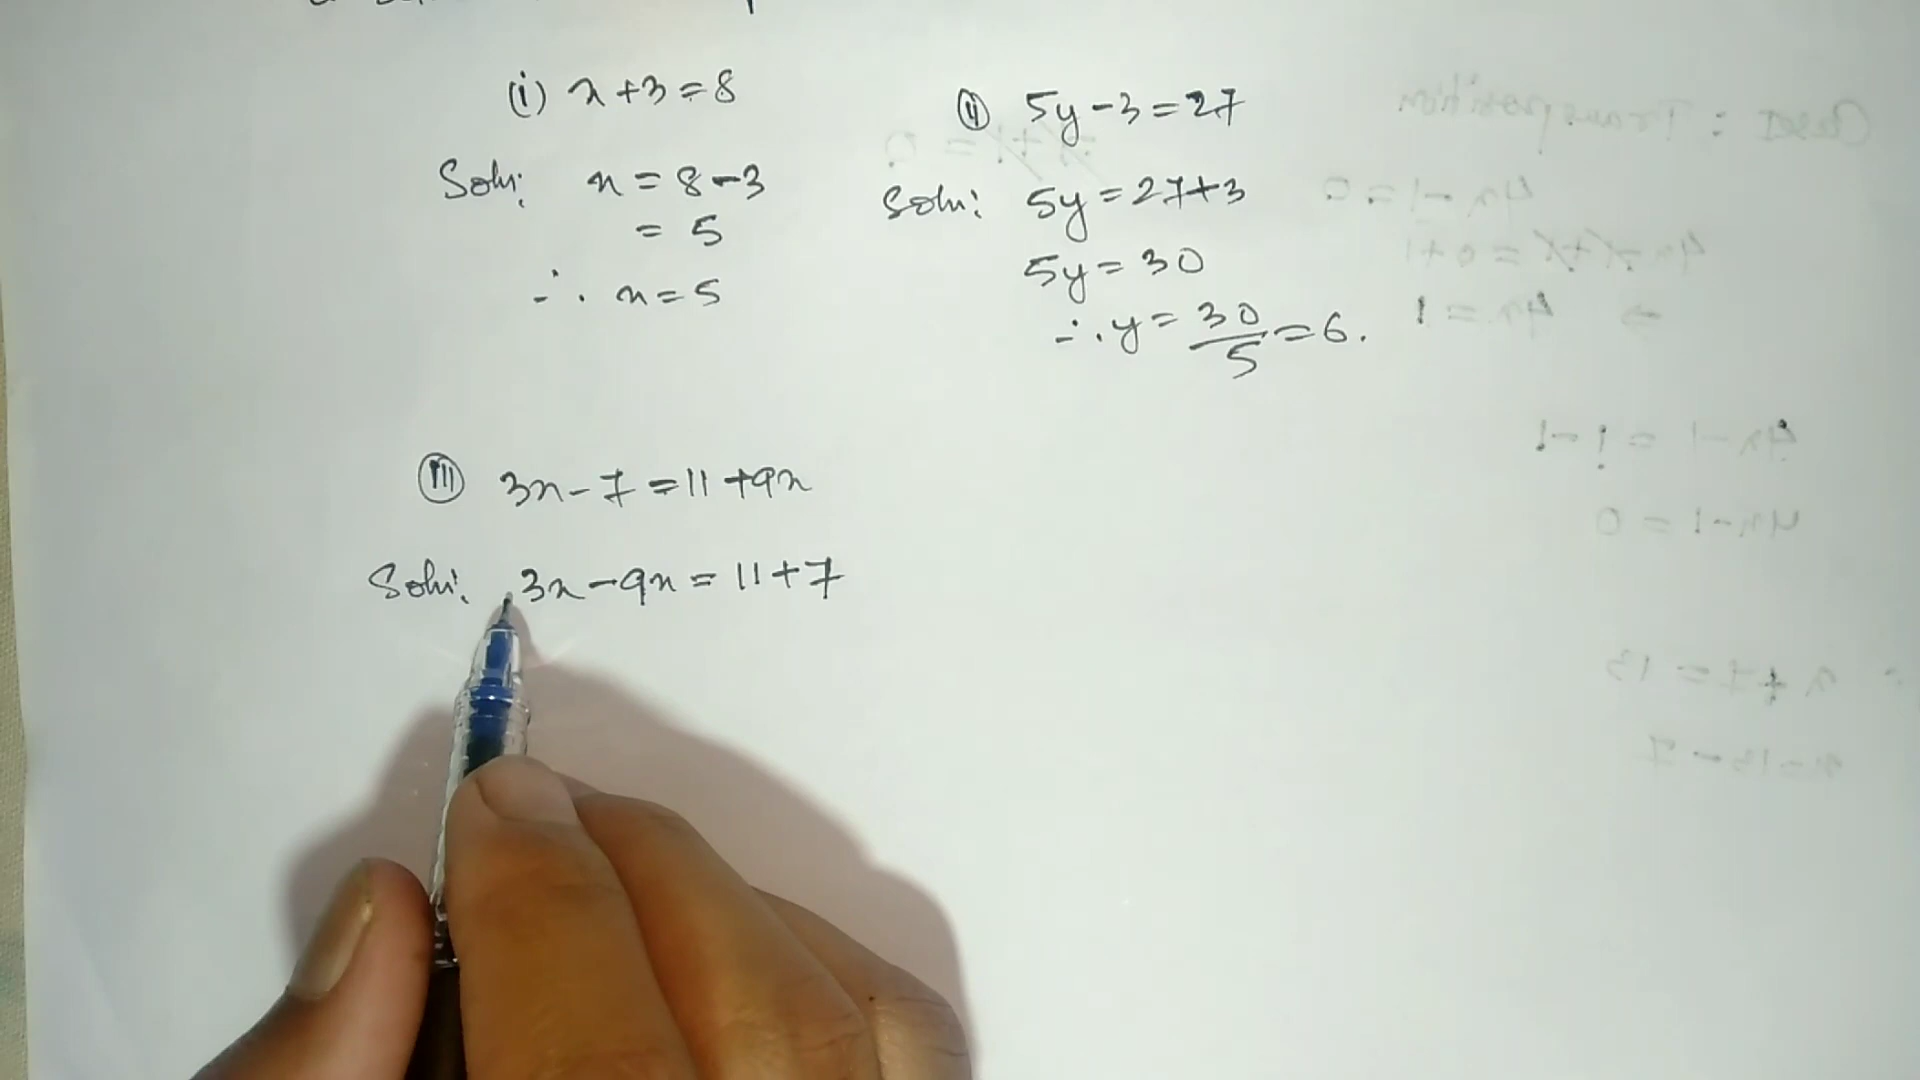 (i) x+3=8
Soln: x = 8-3
= 5
∴ x=5
(ii) 5y-3=27
Soln: 5y=27+3
5y=30
∴ y= 30/5 =6.
(iii) 3x-7=11+9x
Soln: 3x-9x=11+7